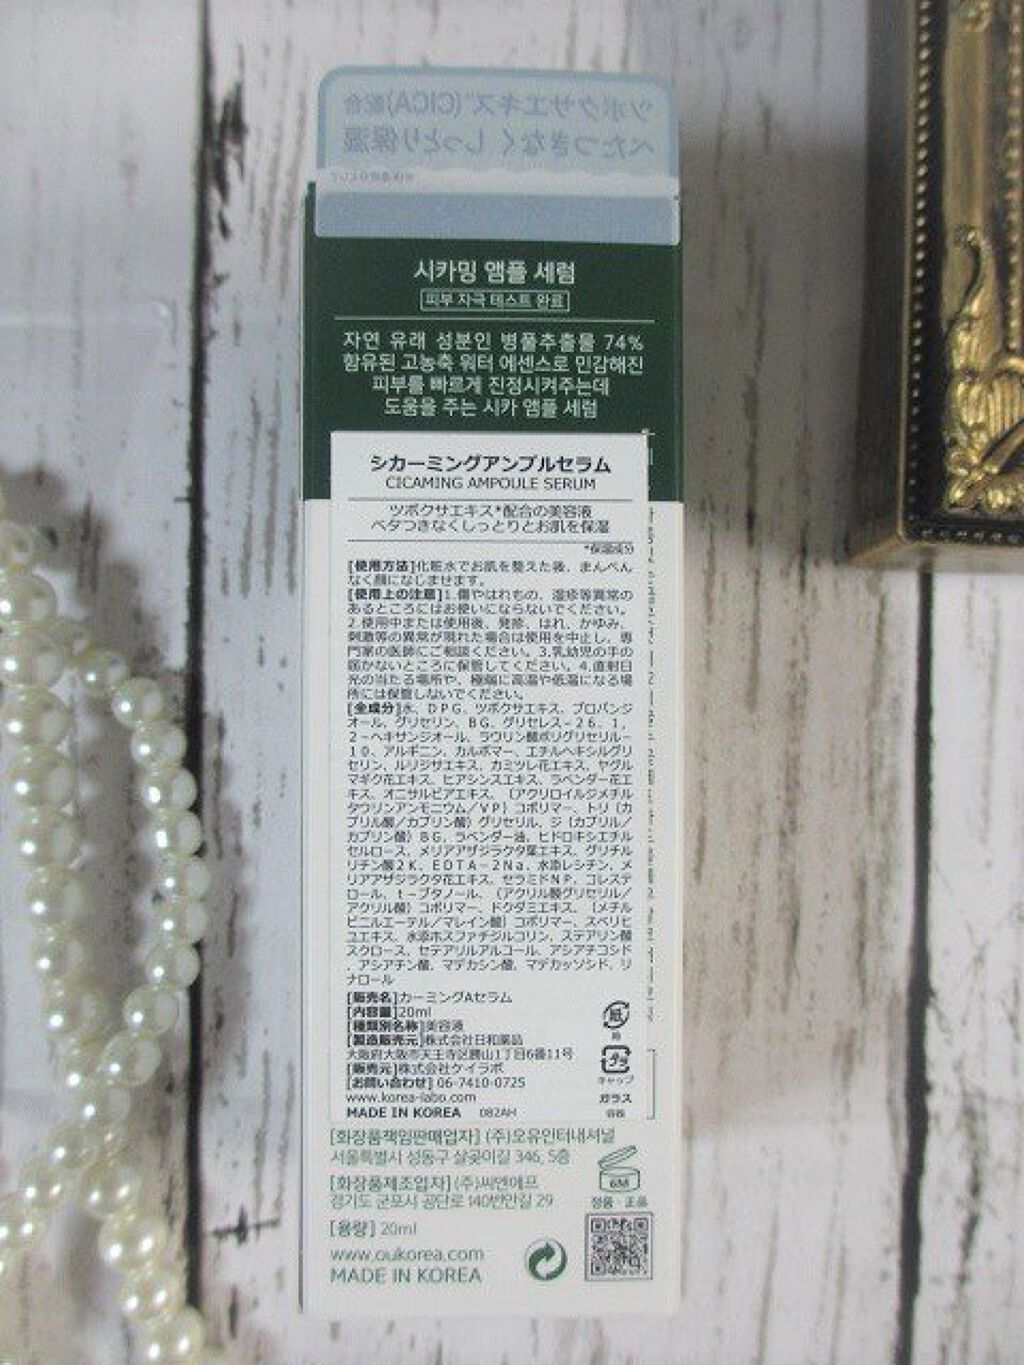 ツボクサエキス*(CICA)配合
べたつきなくしっとり保湿
시카밍 앰플 세럼
피부 자극 테스트 완료
자연 유래 성분인 병풀추출물 74%
함유된 고농축 워터 에센스로 민감해진
피부를 빠르게 진정시켜주는데
도움을 주는 시카 앰플 세럼
シカーミングアンプルセラム
CICAMING AMPOULE SERUM
ツボクサエキス*配合の美容液
ベタつきなくしっとりとお肌を保湿
*保湿成分
[使用方法]化粧水でお肌を整えた後、まんべん
なく顔になじませます。
[使用上の注意]1.傷やはれもの、湿疹等異常の
あるところにはお使いにならないでください。
2.使用中または使用後、発疹、はれ、かゆみ、
刺激等の異常が現れた場合は使用を中止し、専
門家の医師にご相談ください。3.乳幼児の手の
届かないところに保管してください。4.直射日
光の当たる場所や、極端に高温や低温になる場
所には保管しないでください。
[全成分]水、DPG、ツボクサエキス、プロパンジ
オール、グリセリン、BG、グリセレス-26、1,
2-ヘキサンジオール、ラウリン酸ポリグリセリル-
10、アルギニン、カルボマー、エチルヘキシルグリ
セリン、ルリジサエキス、カミツレ花エキス、ヤグル
マギク花エキス、ヒアシンスエキス、ラベンダー花エ
キス、オニサルビアエキス、(アクリロイルジメチル
タウリンアンモニウム/VP)コポリマー、トリ(カ
プリル酸/カプリン酸)グリセリル、ジ(カプリル/
カプリン酸)BG、ラベンダー油、ヒドロキシエチル
セルロース、メリアアザジラクタ葉エキス、グリチル
リチン酸2K、EDTA-2Na、水添レシチン、メ
リアアザジラクタ花エキス、セラミドNP、コレステ
ロール、t-ブタノール、(アクリル酸グリセリル/
アクリル酸)コポリマー、ドクダミエキス、(メチル
ビニルエーテル/マレイン酸)コポリマー、スベリヒ
ユエキス、水添ホスファチジルコリン、ステアリン酸
スクロース、セテアリルアルコール、アシアチコシド
、アシアチン酸、マデカシン酸、マデカッソシド、リ
ナロール
[販売名]カーミングAセラム
[内容量]20ml
[種類別名称]美容液
[製造販売元]株式会社日和薬品
大阪府大阪市天王寺区勝山1丁目6番11号
[販売元]株式会社ケイラボ
[お問い合わせ] 06-7410-0725
www.korea-labo.com
MADE IN KOREA 082AH
紙
箱
プラ
キャップ
ガラス
容器
[화장품책임판매업자] (주)오유인터내셔널
서울특별시 성동구 살곶이길 346, 5층
[화장품제조업자] (주)씨엔에프
경기도 군포시 공단로 140번안길 29
6M
정품·正品
[용량] 20ml
www.oukorea.com
MADE IN KOREA